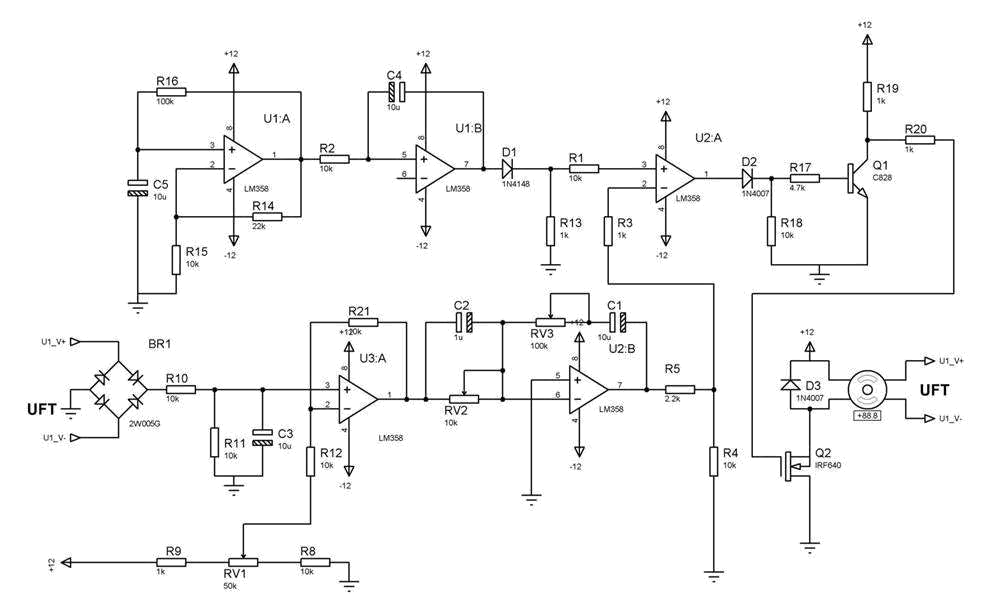 +12
+12
+12
+12
R16
100k
C4
10u
R19
1k
U1:A
U1:B
U2:A
8
8
8
R20
1k
3
2
1
R2
10k
5
6
7
D1
1N4148
R1
10k
3
2
1
D2
1N4007
R17
4.7k
Q1
C828
C5
10u
LM358
LM358
LM358
4
4
4
R14
22k
R13
1k
R3
1k
R18
10k
R15
10k
-12
-12
-12
R21
+12
C2
1u
RV3
100k
+12
C1
10u
U2:B
U1_V+
BR1
U3:A
8
8
+12
UFT
R10
10k
3
2
1
RV2
10k
5
6
7
R5
2.2k
D3
1N4007
+88.8
U1_V+
UFT
U1_V-
U1_V-
2W005G
R11
10k
C3
10u
4
LM358
4
LM358
R12
10k
-12
-12
R4
10k
Q2
IRF640
+12
R9
1k
RV1
50k
R8
10k